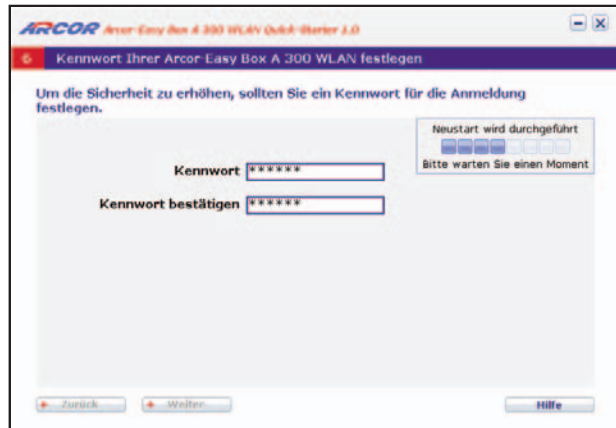 ARCOR Arcor-Easy Box A 300 WLAN Quick-Starter 1.0
6 Kennwort Ihrer Arcor-Easy Box A 300 WLAN festlegen
Um die Sicherheit zu erhöhen, sollten Sie ein Kennwort für die Anmeldung
festlegen.
Neustart wird durchgeführt
Bitte warten Sie einen Moment
Kennwort ******
Kennwort bestätigen ******
Zurück Weiter Hilfe